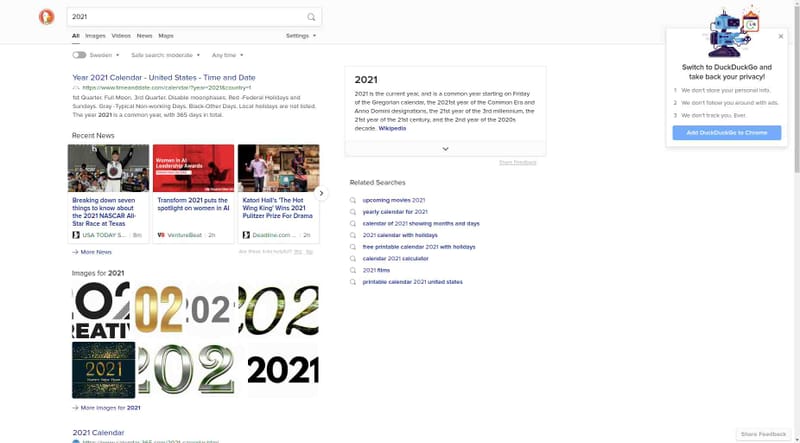 2021
All Images Videos News Maps
Settings
Sweden Safe search: moderate Any time
Year 2021 Calendar - United States - Time and Date
https://www.timeanddate.com/calendar/?year=2021&country=1
1st Quarter. Full Moon. 3rd Quarter. Disable moonphases. Red -Federal Holidays and
Sundays. Gray -Typical Non-working Days. Black-Other Days. Local holidays are not listed.
The year 2021 is a common year, with 365 days in total.
Recent News
Women in AI
Leadership Awards
Breaking down seven
things to know about
the 2021 NASCAR All-
Star Race at Texas
USA TODAY S... 8m
Transform 2021 puts the
spotlight on women in AI
VentureBeat 2h
Katori Hall's 'The Hot
Wing King' Wins 2021
Pulitzer Prize For Drama
Deadline.com ... 2h
More News
Are these links helpful? Yes No
Images for 2021
202
REATIV
02
202
202
2021
202
2021
More Images for 2021
2021 Calendar
2021
2021 is the current year, and is a common year starting on Friday
of the Gregorian calendar, the 2021st year of the Common Era and
Anno Domini designations, the 21st year of the 3rd millennium, the
21st year of the 21st century, and the 2nd year of the 2020s
decade. Wikipedia
Share Feedback
Related Searches
upcoming movies 2021
yearly calendar for 2021
calendar of 2021 showing months and days
2021 calendar with holidays
free printable calendar 2021 with holidays
calendar 2021 calculator
2021 films
printable calendar 2021 united states
Switch to DuckDuckGo and
take back your privacy!
1 We don't store your personal info.
2 We don't follow you around with ads.
3 We don't track you. Ever.
Add DuckDuckGo to Chrome
Share Feedback